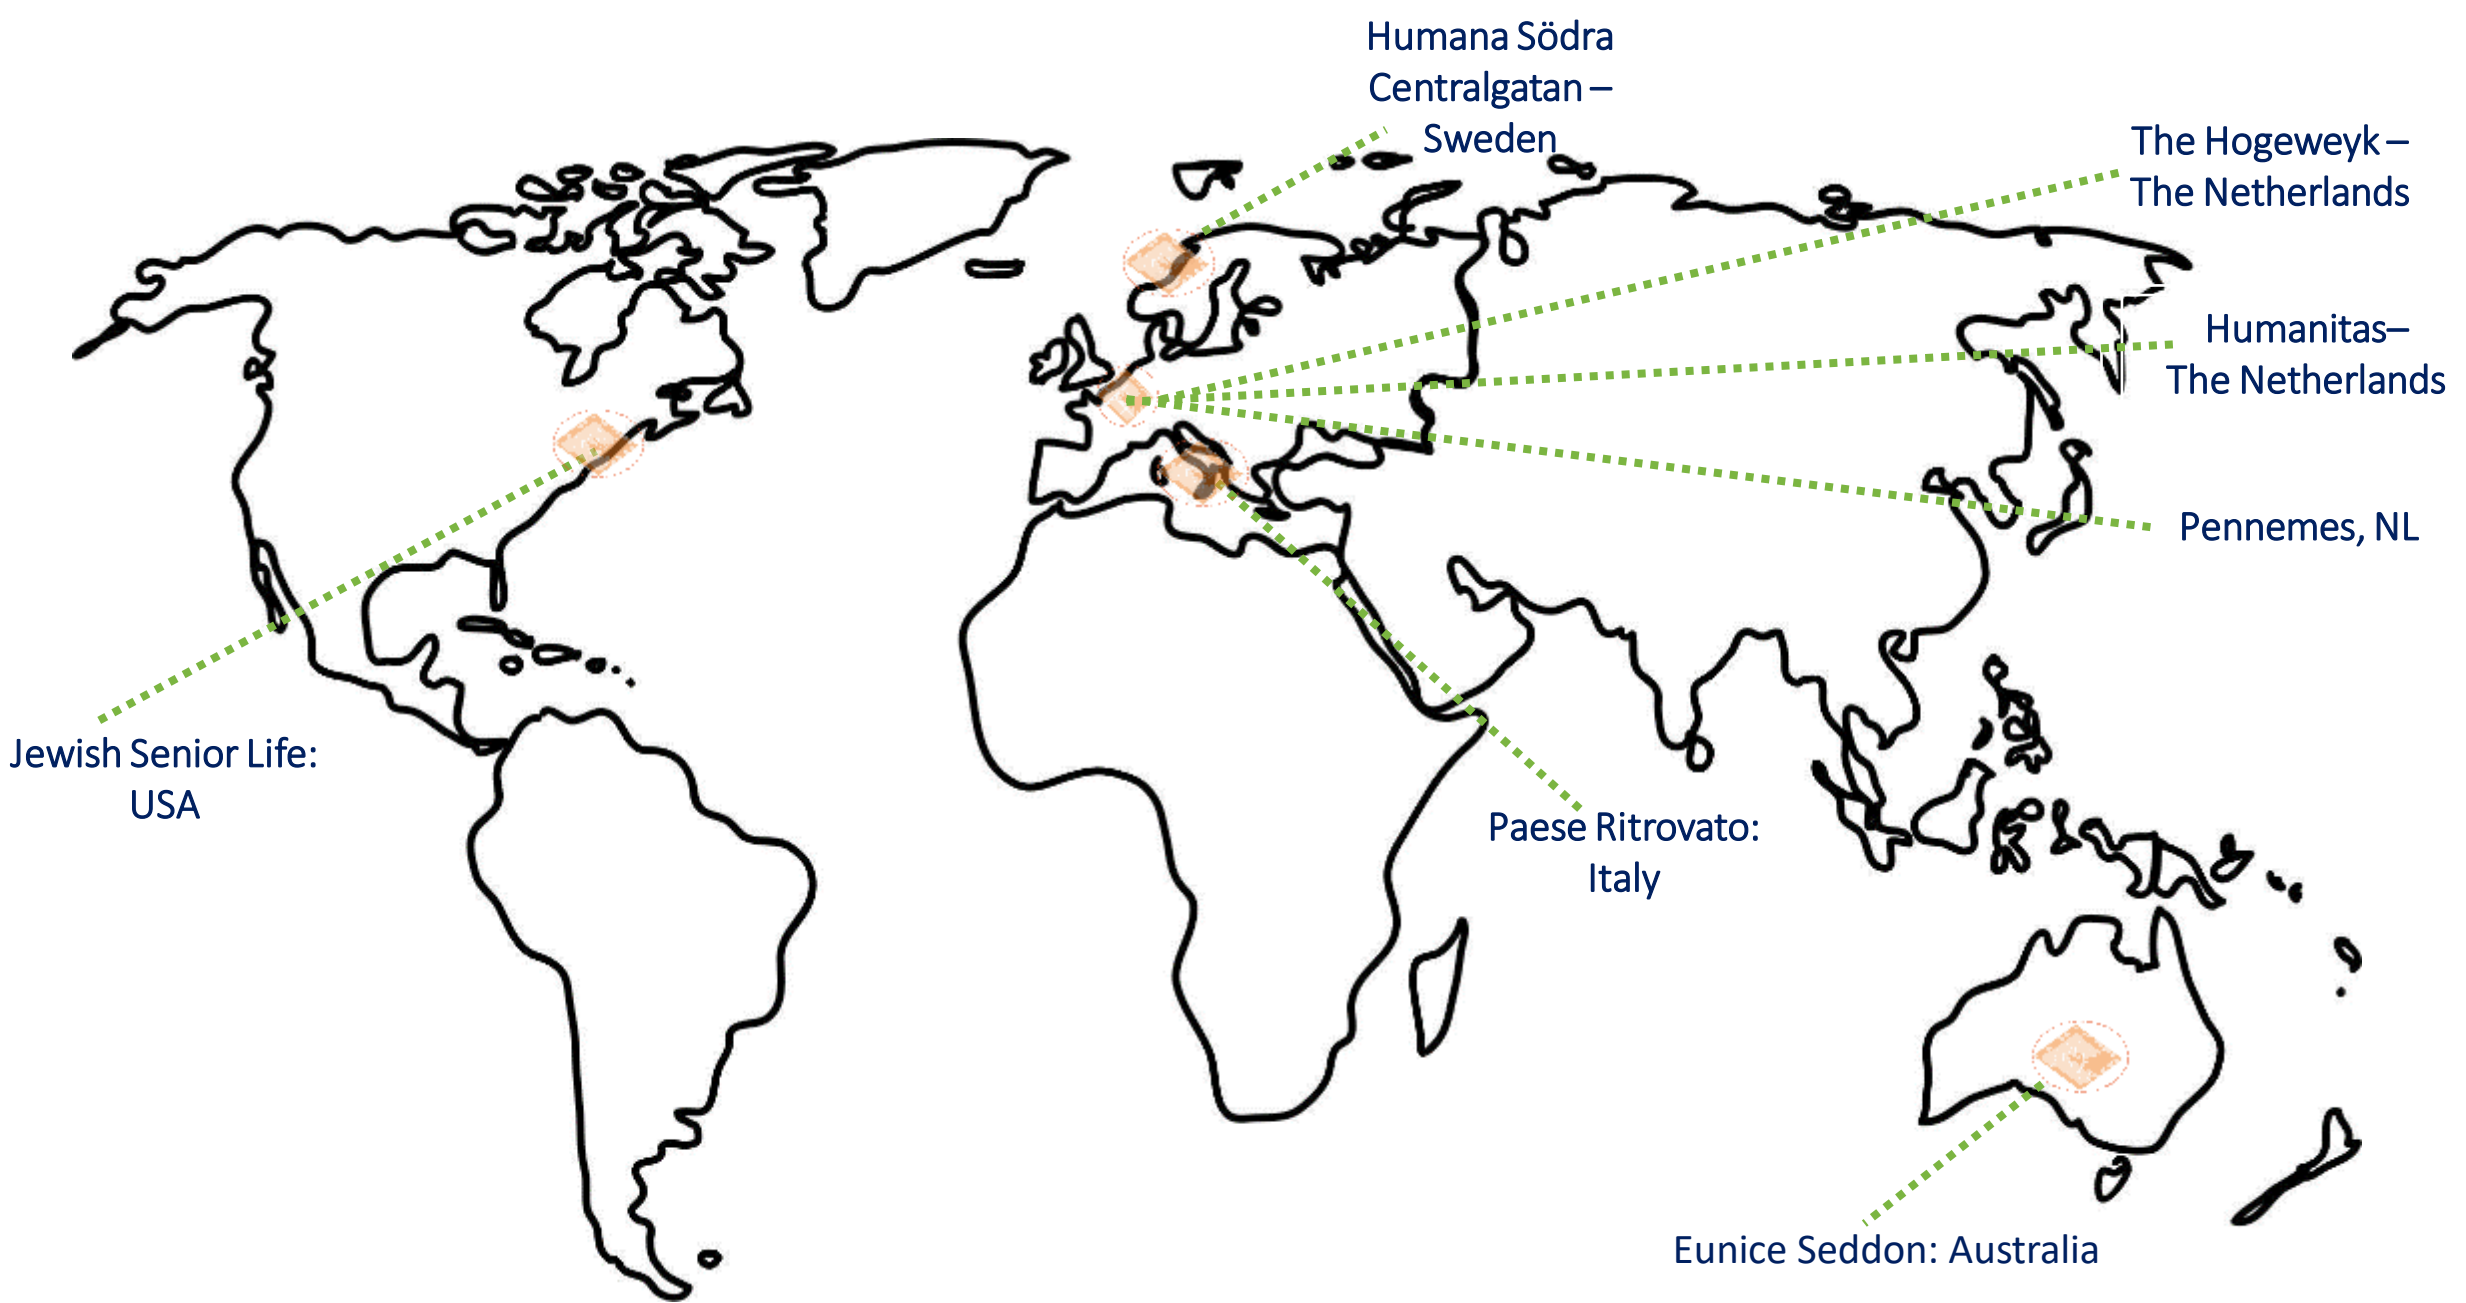 Humana Södra
Centralgatan –
Sweden
The Hogeweyk –
The Netherlands
Humanitas–
The Netherlands
Pennemes, NL
Jewish Senior Life:
USA
Paese Ritrovato:
Italy
Eunice Seddon: Australia